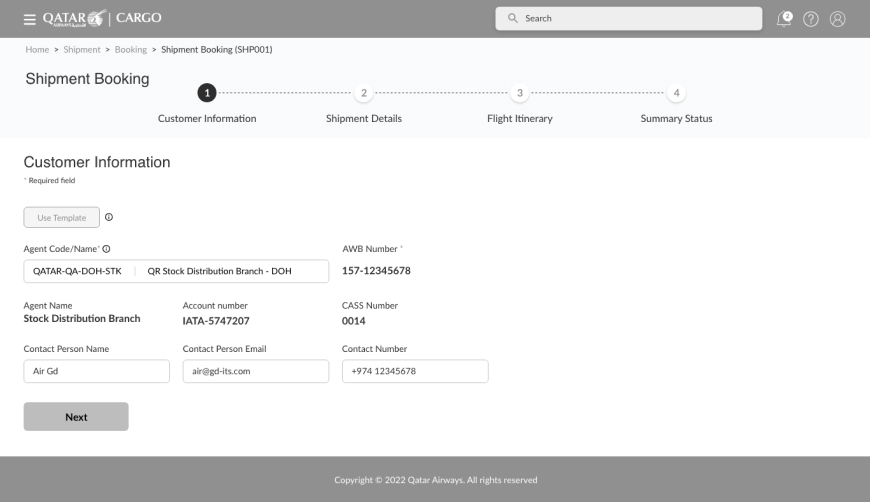 QATAR | CARGO
Search
2
Home > Shipment > Booking > Shipment Booking (SHP001)
Shipment Booking
1 2 3 4
Customer Information Shipment Details Flight Itinerary Summary Status
Customer Information
* Required field
Use Template
Agent Code/Name* AWB Number *
QATAR-QA-DOH-STK | QR Stock Distribution Branch - DOH 157-12345678
Agent Name Account number CASS Number
Stock Distribution Branch IATA-5747207 0014
Contact Person Name Contact Person Email Contact Number
Air Gd air@gd-its.com +974 12345678
Next
Copyright © 2022 Qatar Airways. All rights reserved